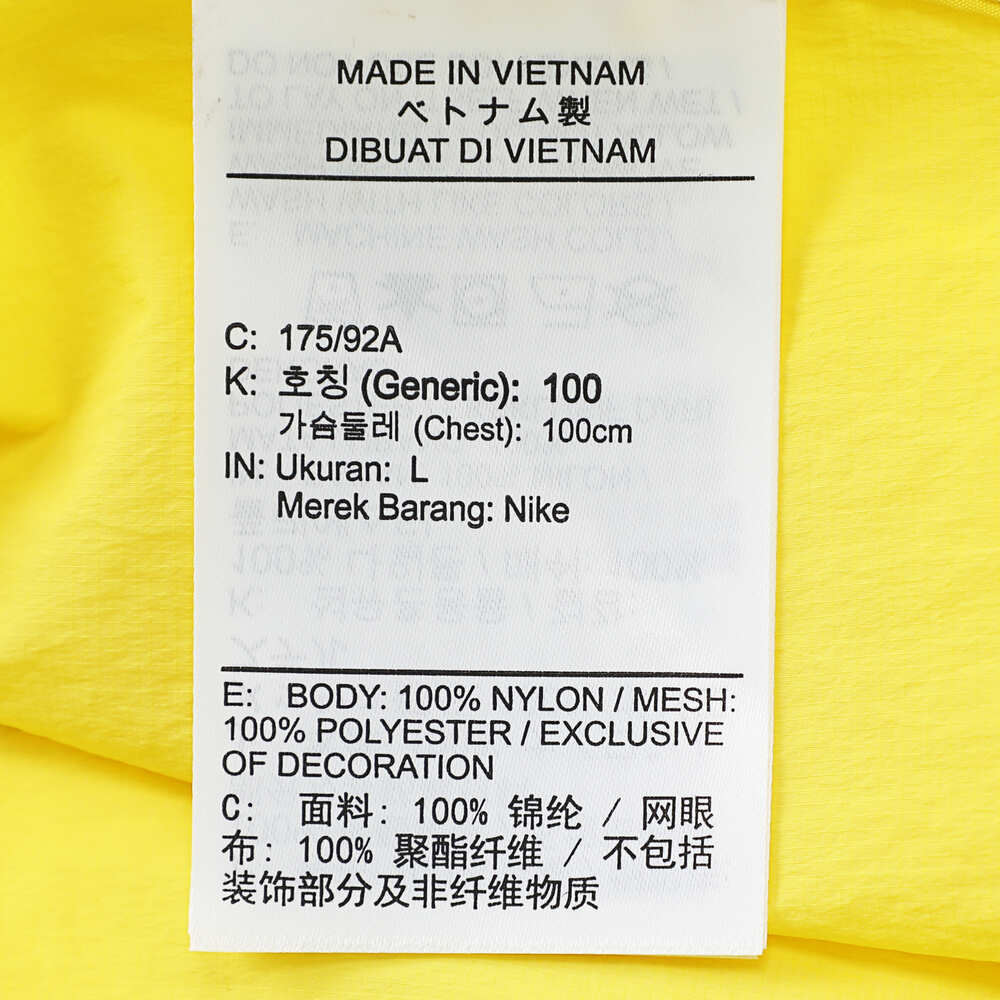 MADE IN VIETNAM
ベトナム製
DIBUAT DI VIETNAM
C: 175/92A
K: 호칭 (Generic): 100
가슴둘레 (Chest): 100cm
IN: Ukuran: L
Merek Barang: Nike
E: BODY: 100% NYLON / MESH:
100% POLYESTER / EXCLUSIVE
OF DECORATION
C: 面料: 100% 锦纶 / 网眼
布: 100% 聚酯纤维 / 不包括
装饰部分及非纤维物质